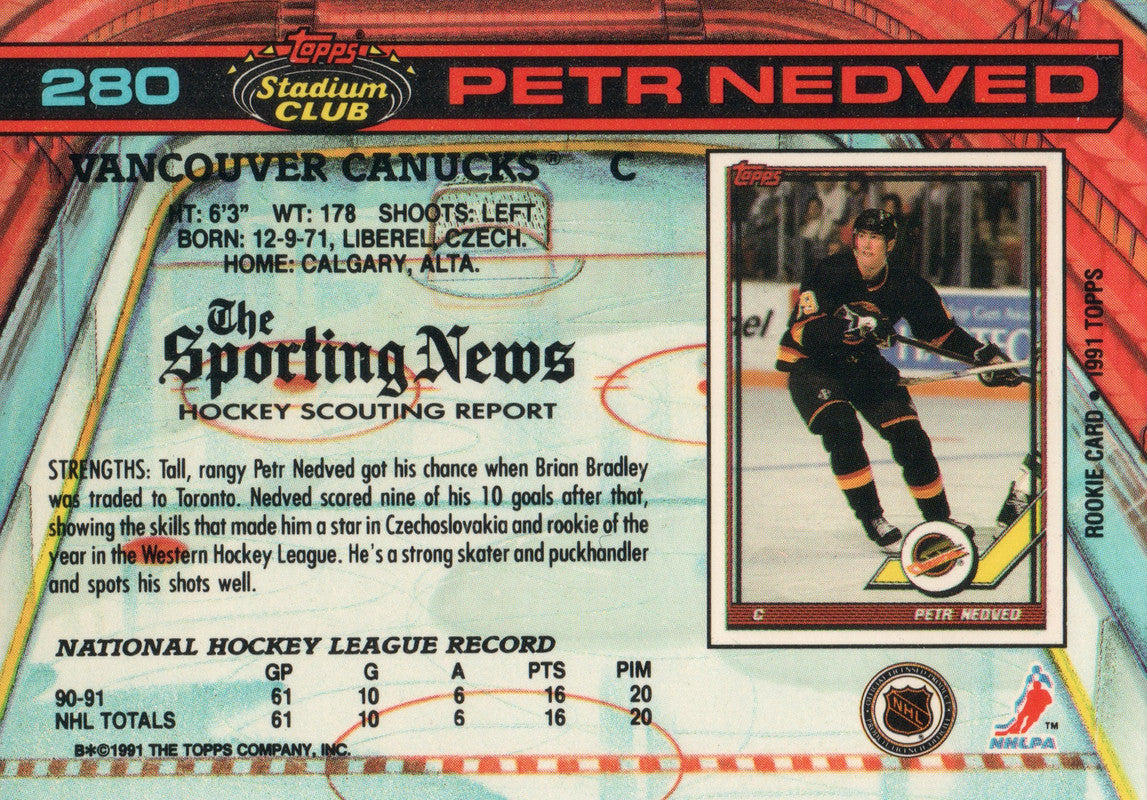 280
Topps
Stadium
CLUB
PETR NEDVED
VANCOUVER CANUCKS® C
HT: 6'3" WT: 178 SHOOTS: LEFT
BORN: 12-9-71, LIBEREL, CZECH.
HOME: CALGARY, ALTA.
The
Sporting News
HOCKEY SCOUTING REPORT
STRENGTHS: Tall, rangy Petr Nedved got his chance when Brian Bradley
was traded to Toronto. Nedved scored nine of his 10 goals after that,
showing the skills that made him a star in Czechoslovakia and rookie of the
year in the Western Hockey League. He's a strong skater and puckhandler
and spots his shots well.
NATIONAL HOCKEY LEAGUE RECORD
GP G A PTS PIM
90-91 61 10 6 16 20
NHL TOTALS 61 10 6 16 20
B*©1991 THE TOPPS COMPANY, INC.
Topps
C PETR NEDVED
ROOKIE CARD • 1991 TOPPS
NHL
NHLPA
TM